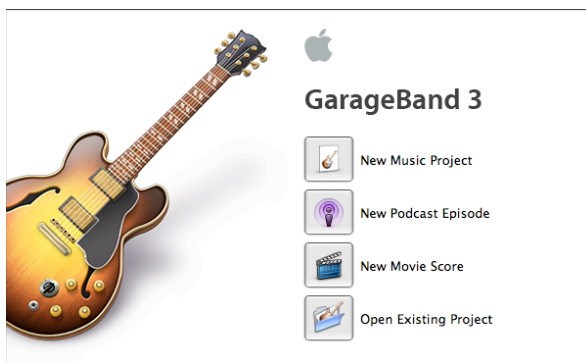 GarageBand 3
New Music Project
New Podcast Episode
New Movie Score
Open Existing Project